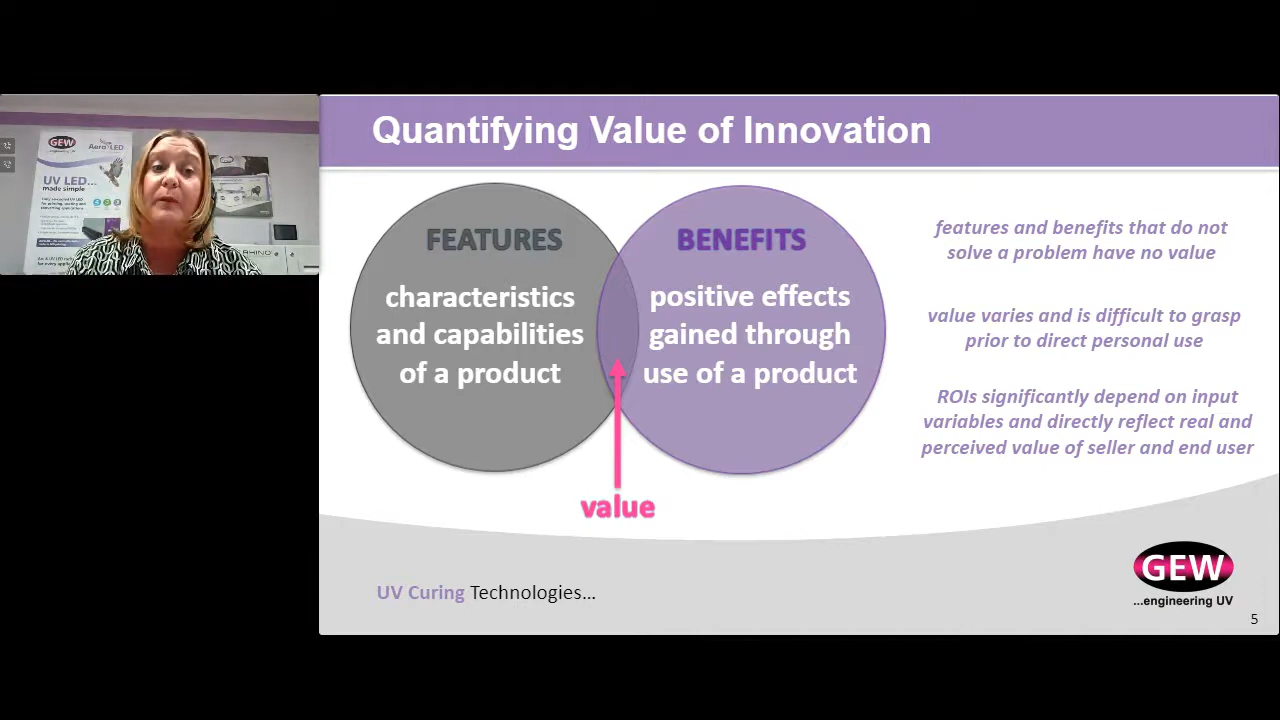 Quantifying Value of Innovation
FEATURES
characteristics
and capabilities
of a product
BENEFITS
positive effects
gained through
use of a product
value
features and benefits that do not
solve a problem have no value
value varies and is difficult to grasp
prior to direct personal use
ROIs significantly depend on input
variables and directly reflect real and
perceived value of seller and end user
UV Curing Technologies...
GEW
...engineering UV
5
GEW
AeroLED
UV LED...
made simple
RHINO